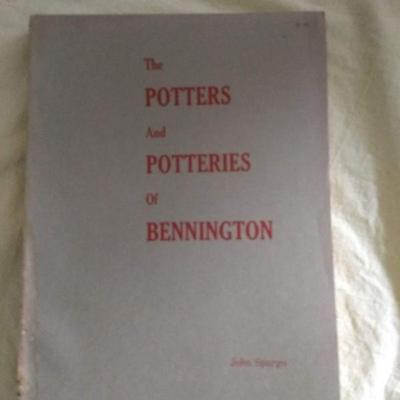 The
POTTERS
And
POTTERIES
Of
BENNINGTON
John Spargo